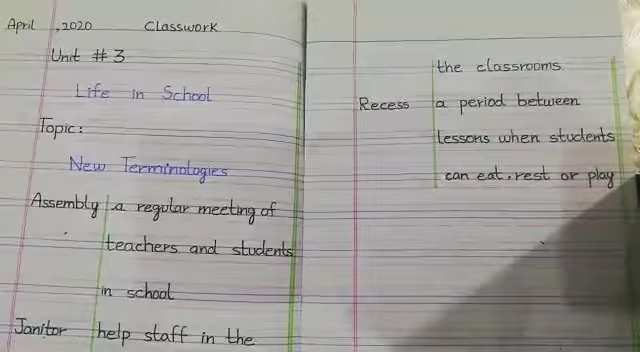 April ,2020 Classwork
Unit # 3
Life in School
Topic:
New Terminologies
Assembly a regular meeting of
teachers and students
in school
Janitor help staff in the
the classrooms
Recess a period between
lessons when students
can eat, rest or play